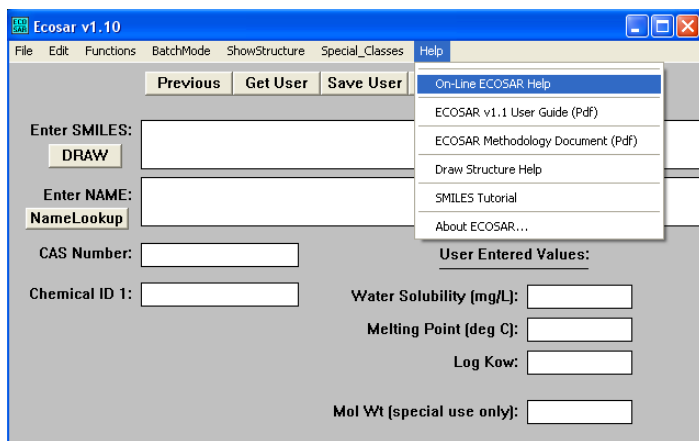 ECO SAR Ecosar v1.10
File Edit Functions BatchMode ShowStructure Special_Classes Help
Previous Get User Save User
On-Line ECOSAR Help
ECOSAR v1.1 User Guide (Pdf)
ECOSAR Methodology Document (Pdf)
Draw Structure Help
SMILES Tutorial
About ECOSAR...
Enter SMILES:
DRAW
Enter NAME:
NameLookup
CAS Number:
Chemical ID 1:
User Entered Values:
Water Solubility (mg/L):
Melting Point (deg C):
Log Kow:
Mol Wt (special use only):